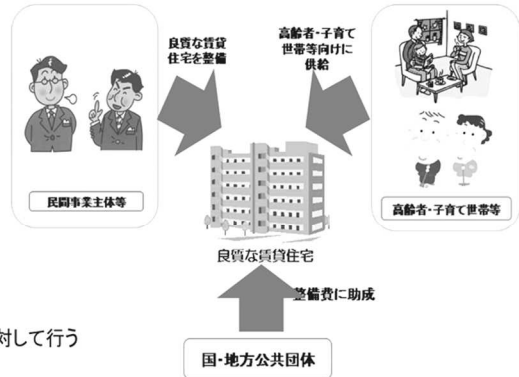 良質な賃貸
住宅を整備
高齢者・子育て
世帯等向けに
供給
民間事業主体等
高齢者・子育て世帯等
良質な賃貸住宅
整備費に助成
対して行う
国・地方公共団体